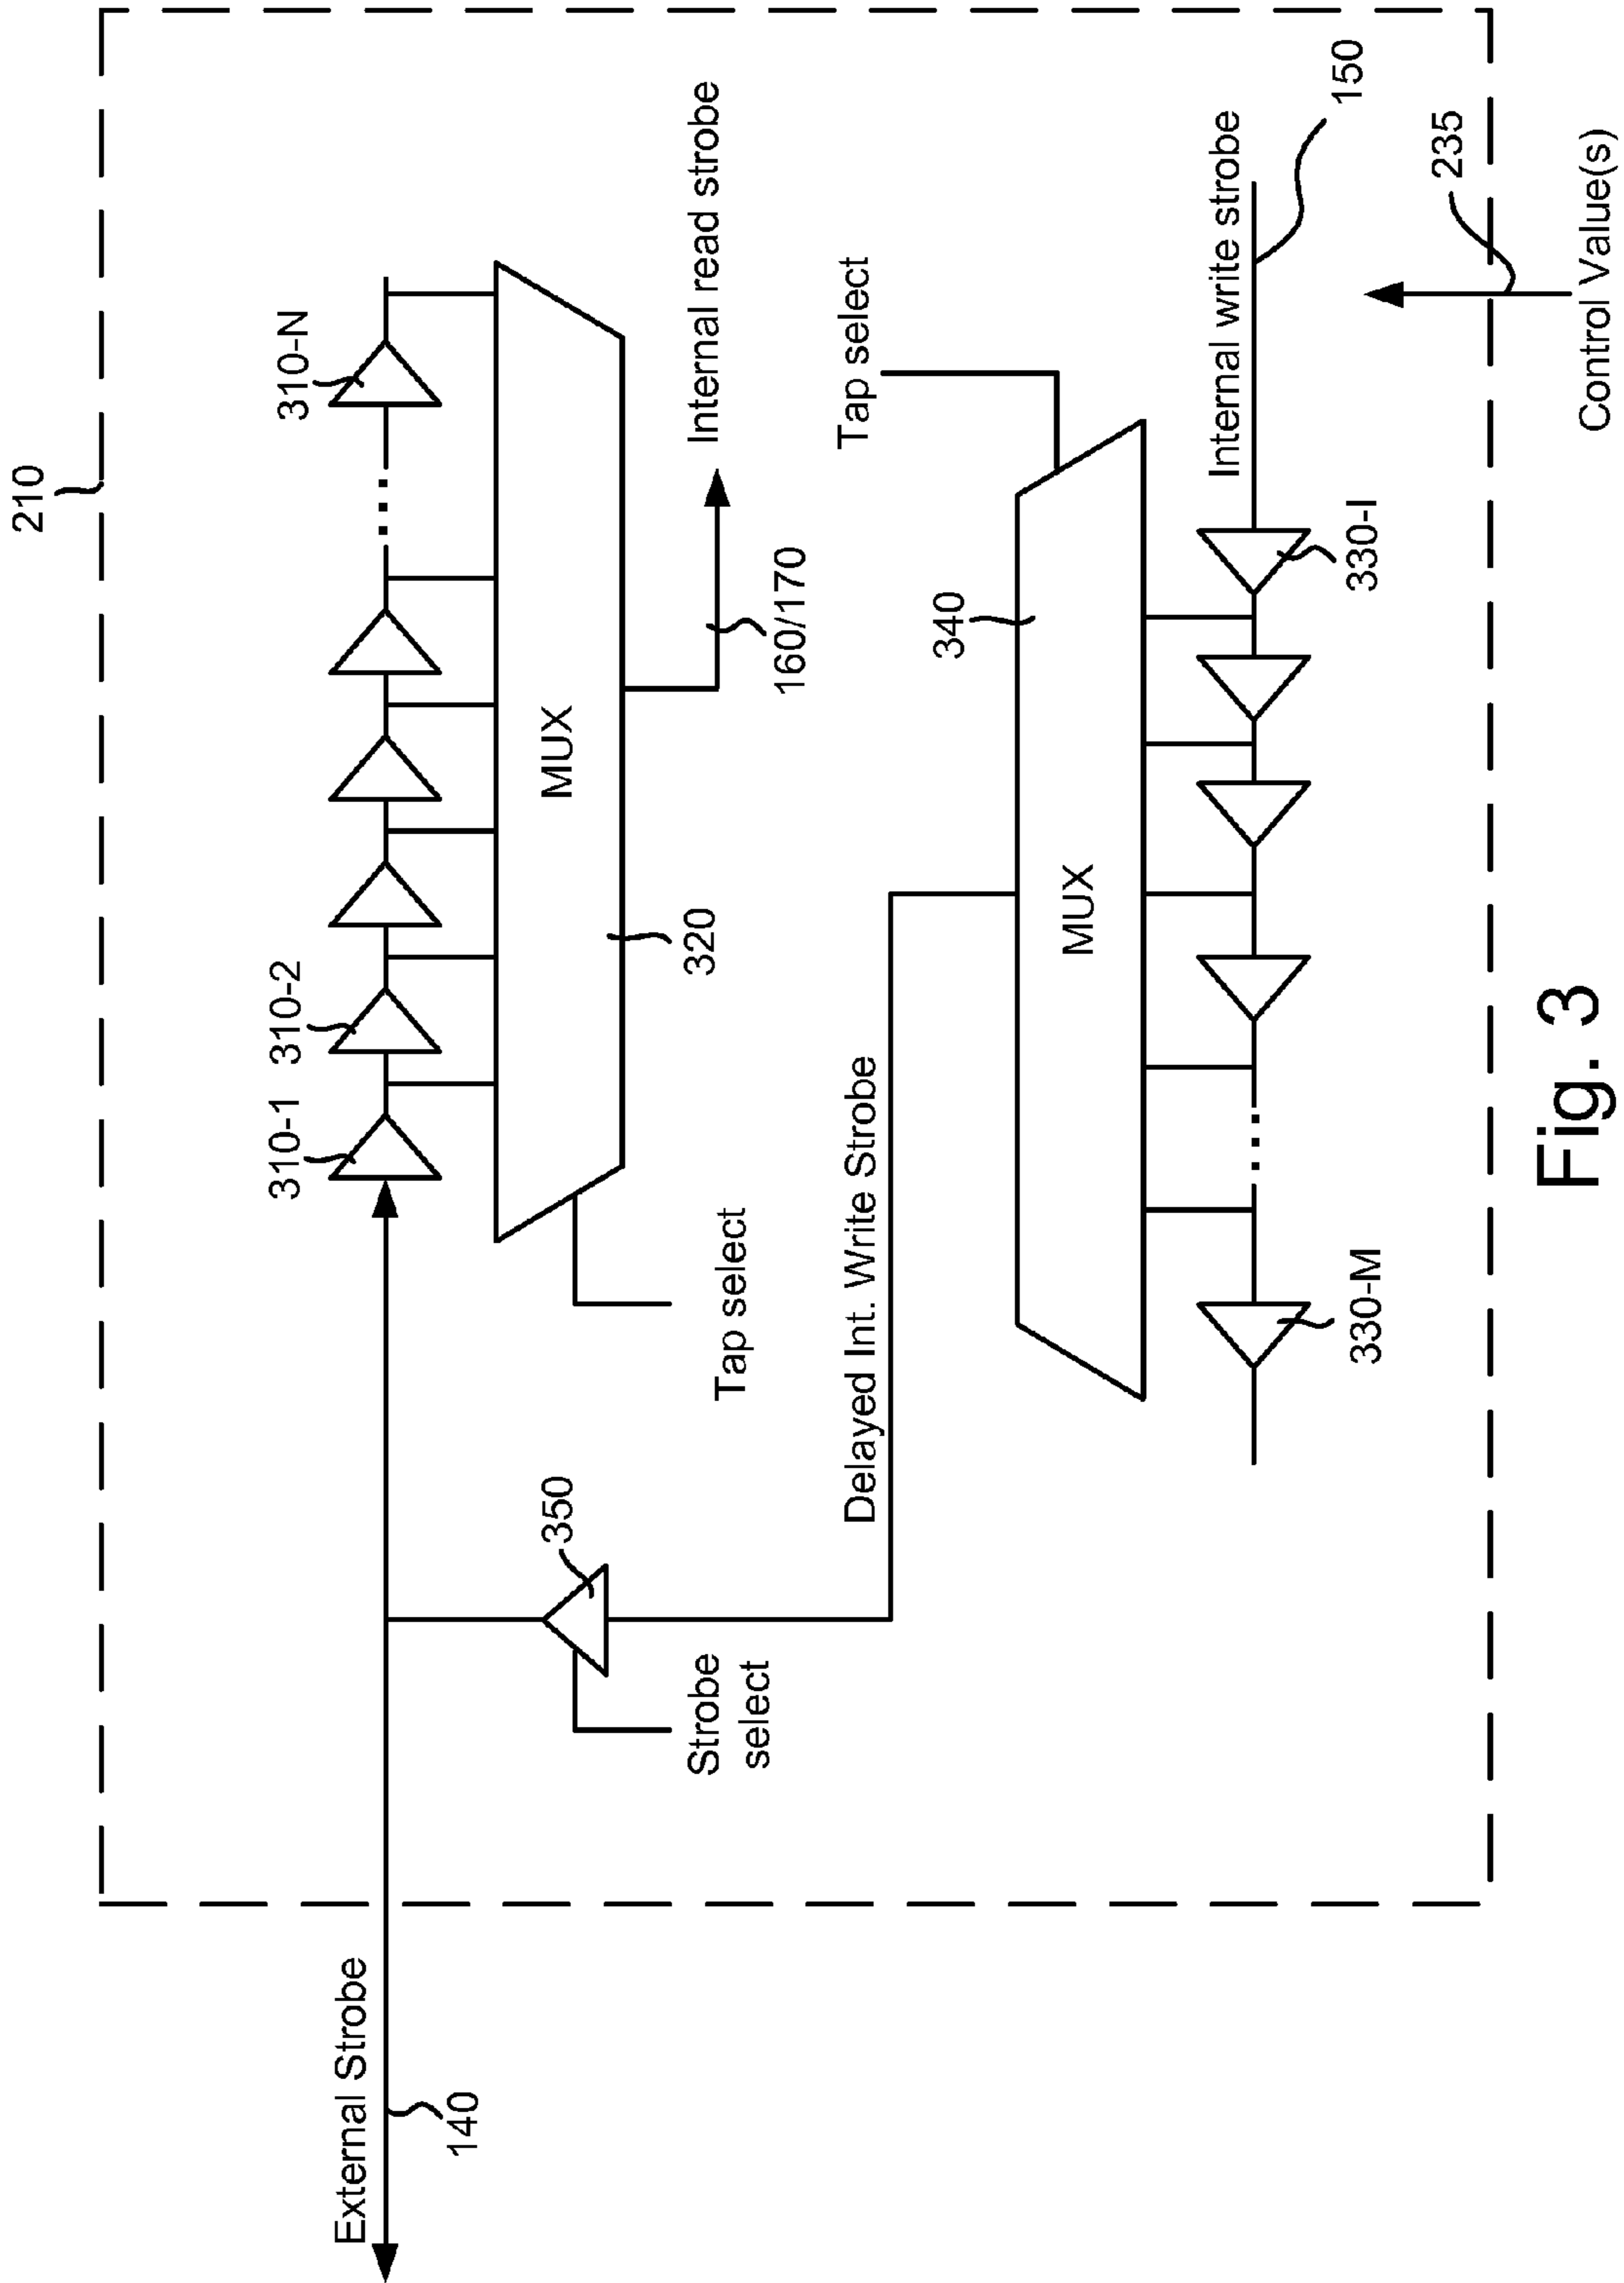 210
310-1
310-2
310-N
External Strobe
140
MUX
320
Internal read strobe
160/170
Tap select
350
Strobe
select
Delayed Int. Write Strobe
Tap select
340
MUX
Internal write strobe
150
330-I
330-M
235
Control Value(s)
Fig. 3